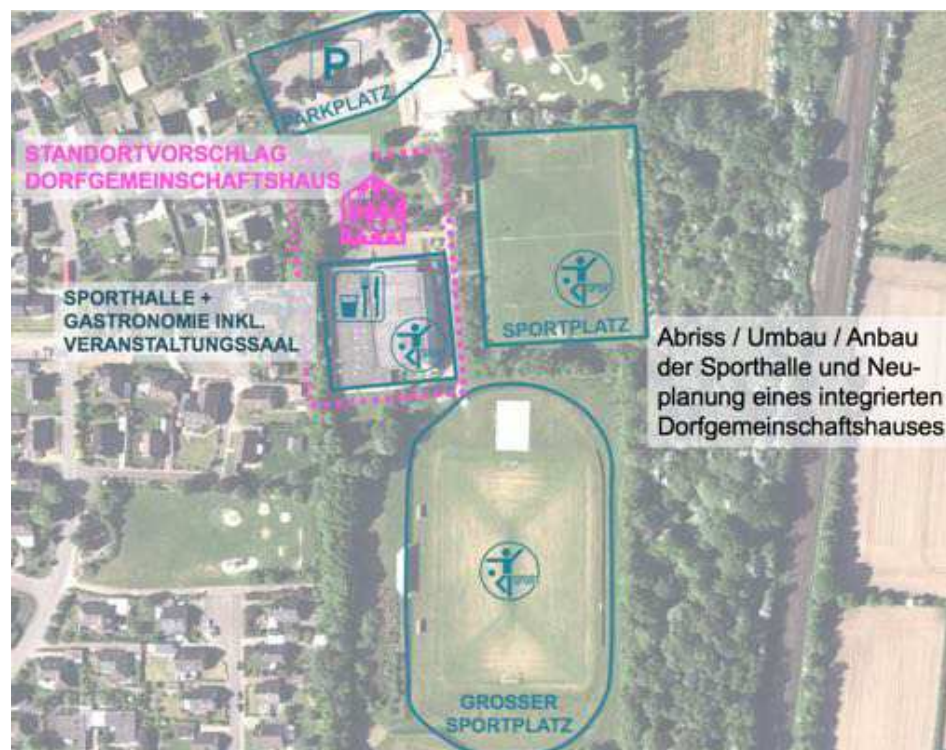 P
PARKPLATZ
STANDORTVORSCHLAG
DORFGEMEINSCHAFTSHAUS
SPORTHALLE +
GASTRONOMIE INKL.
VERANSTALTUNGSSAAL
SPORTPLATZ
Abriss / Umbau / Anbau
der Sporthalle und Neu-
planung eines integrierten
Dorfgemeinschaftshauses
GROSSER
SPORTPLATZ